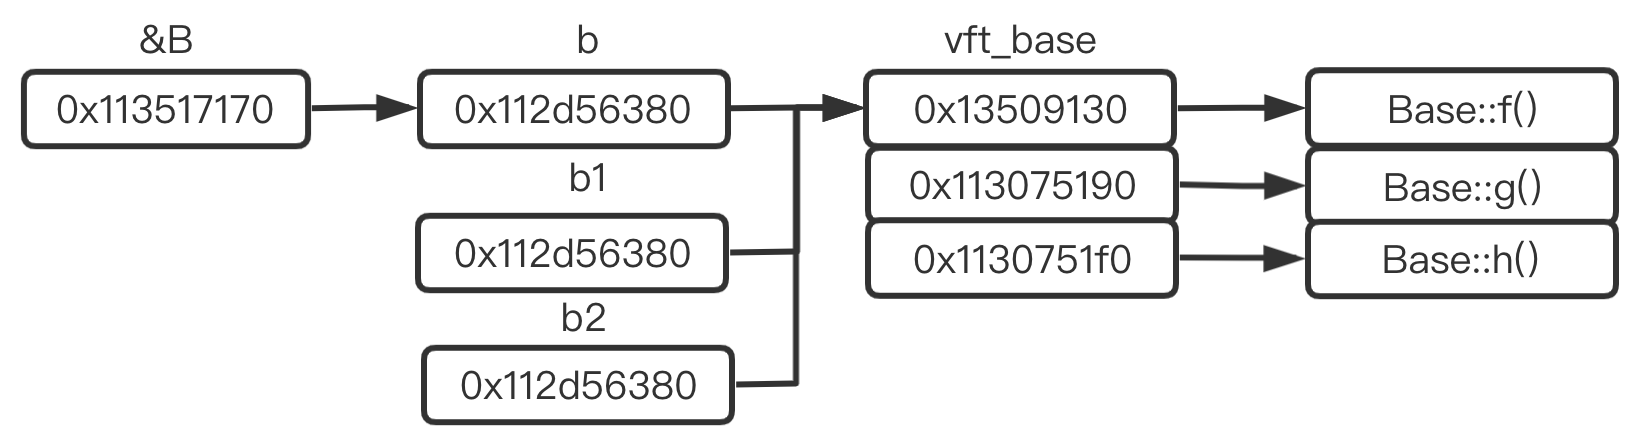 &B
b
vft_base
0x113517170
0x112d56380
0x13509130
Base::f()
b1
0x113075190
Base::g()
0x112d56380
0x1130751f0
Base::h()
b2
0x112d56380